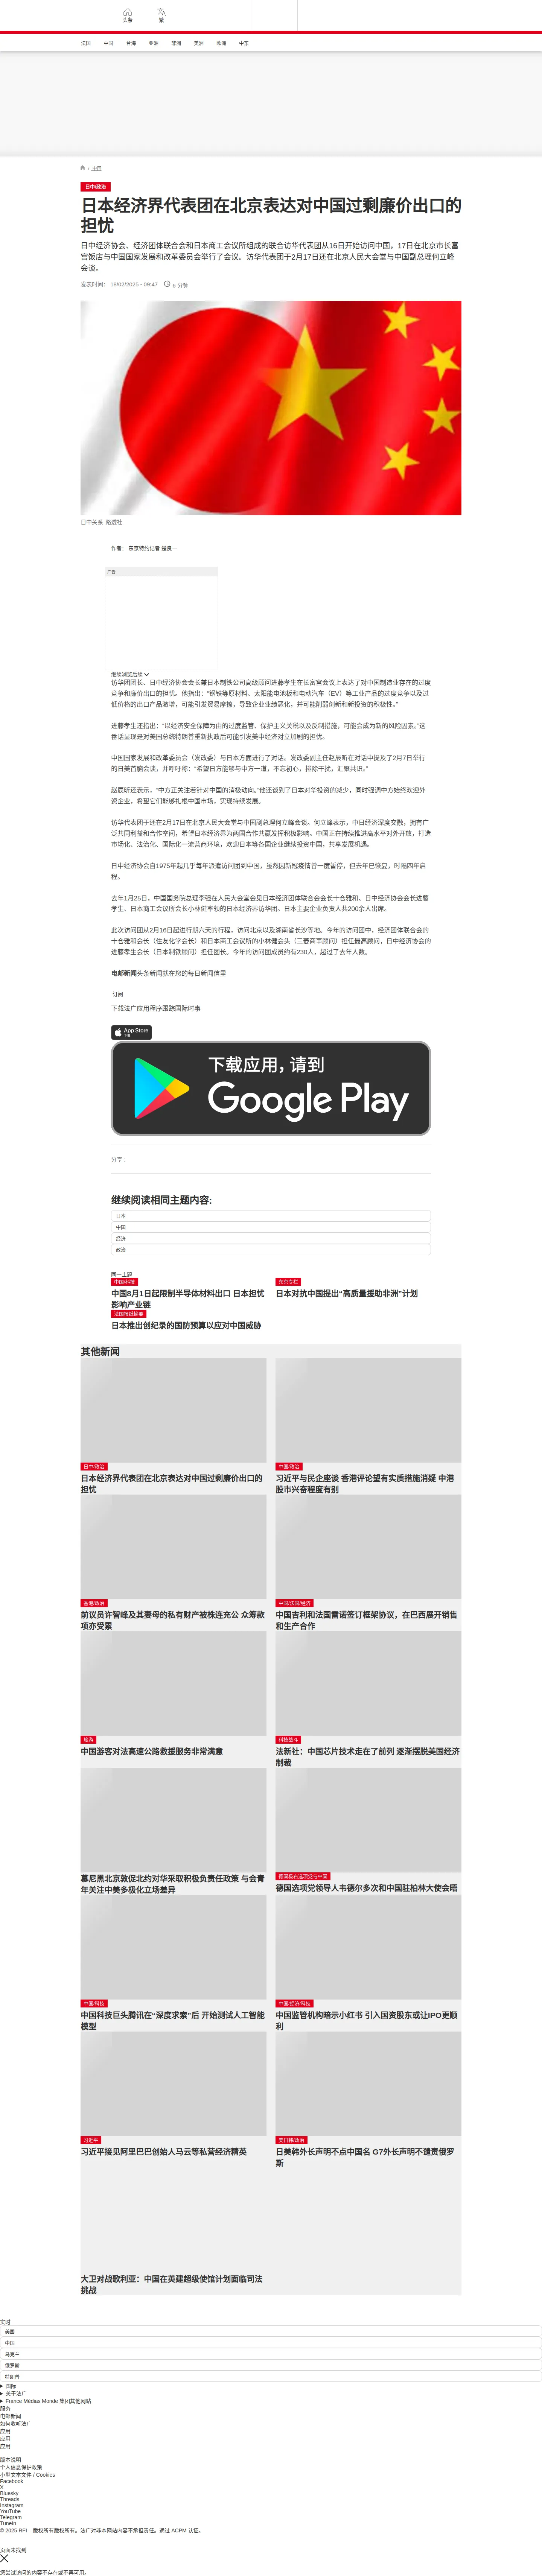 头条
繁
法国
中国
台海
亚洲
非洲
美洲
欧洲
中东
/ 中国
日中/政治
日本经济界代表团在北京表达对中国过剩廉价出口的
担忧
日中经济协会、经济团体联合会和日本商工会议所组成的联合访华代表团从16日开始访问中国，17日在北京市长富
宫饭店与中国国家发展和改革委员会举行了会议。访华代表团于2月17日还在北京人民大会堂与中国副总理何立峰
会谈。
发表时间： 18/02/2025 - 09:47
6 分钟
日中关系 路透社
作者： 东京特约记者 楚良一
广告
继续浏览后续
访华团团长、日中经济协会会长兼日本制铁公司高级顾问进藤孝生在长富宫会议上表达了对中国制造业存在的过度
竞争和廉价出口的担忧。他指出：“钢铁等原材料、太阳能电池板和电动汽车（EV）等工业产品的过度竞争以及过
低价格的出口产品激增，可能引发贸易摩擦，导致企业业绩恶化，并可能削弱创新和新投资的积极性。”
进藤孝生还指出：“以经济安全保障为由的过度监管、保护主义关税以及反制措施，可能会成为新的风险因素。”这
番话显现是对美国总统特朗普重新执政后可能引发美中经济对立加剧的担忧。
中国国家发展和改革委员会（发改委）与日本方面进行了对话。发改委副主任赵辰昕在对话中提及了2月7日举行
的日美首脑会谈，并呼吁称：“希望日方能够与中方一道，不忘初心，排除干扰，汇聚共识。”
赵辰昕还表示，“中方正关注着针对中国的消极动向。”他还谈到了日本对华投资的减少，同时强调中方始终欢迎外
资企业，希望它们能够扎根中国市场，实现持续发展。
访华代表团于还在2月17日在北京人民大会堂与中国副总理何立峰会谈。何立峰表示，中日经济深度交融，拥有广
泛共同利益和合作空间，希望日本经济界为两国合作共赢发挥积极影响。中国正在持续推进高水平对外开放，打造
市场化、法治化、国际化一流营商环境，欢迎日本等各国企业继续投资中国，共享发展机遇。
日中经济协会自1975年起几乎每年派遣访问团到中国，虽然因新冠疫情曾一度暂停，但去年已恢复，时隔四年启
程。
去年1月25日，中国国务院总理李强在人民大会堂会见日本经济团体联合会会长十仓雅和、日中经济协会会长进藤
孝生、日本商工会议所会长小林健率领的日本经济界访华团。日本主要企业负责人共200余人出席。
此次访问团从2月16日起进行期六天的行程，访问北京以及湖南省长沙等地。今年的访问团中，经济团体联合会的
十仓雅和会长（住友化学会长）和日本商工会议所的小林健会头（三菱商事顾问）担任最高顾问，日中经济协会的
进藤孝生会长（日本制铁顾问）担任团长。今年的访问团成员约有230人，超过了去年人数。
电邮新闻头条新闻就在您的每日新闻信里
订阅
下载法广应用程序跟踪国际时事
App Store
下载
下载应用，请到
Google Play
分享 :
继续阅读相同主题内容:
日本
中国
经济
政治
同一主题
中国/科技
中国8月1日起限制半导体材料出口 日本担忧
影响产业链
东京专栏
日本对抗中国提出“高质量援助非洲”计划
法国报纸摘要
日本推出创纪录的国防预算以应对中国威胁
其他新闻
日中/政治
日本经济界代表团在北京表达对中国过剩廉价出口的
担忧
中国/政治
习近平与民企座谈 香港评论望有实质措施消疑 中港
股市兴奋程度有别
香港/政治
前议员许智峰及其妻母的私有财产被株连充公 众筹款
项亦受累
中国/法国/经济
中国吉利和法国雷诺签订框架协议，在巴西展开销售
和生产合作
旅游
中国游客对法高速公路救援服务非常满意
科技战斗
法新社：中国芯片技术走在了前列 逐渐摆脱美国经济
制裁
慕尼黑北京敦促北约对华采取积极负责任政策 与会青
年关注中美多极化立场差异
德国极右选项党与中国
德国选项党领导人韦德尔多次和中国驻柏林大使会晤
中国/科技
中国科技巨头腾讯在“深度求索”后 开始测试人工智能
模型
中国/经济/科技
中国监管机构暗示小红书 引入国资股东或让IPO更顺
利
习近平
习近平接见阿里巴巴创始人马云等私营经济精英
美日韩/政治
日美韩外长声明不点中国名 G7外长声明不谴责俄罗
斯
大卫对战歌利亚：中国在英建超级使馆计划面临司法
挑战
实时
美国
中国
乌克兰
俄罗斯
特朗普
国际
关于法广
France Médias Monde 集团其他网站
服务
电邮新闻
如何收听法广
应用
应用
应用
版本说明
个人信息保护政策
小型文本文件 / Cookies
Facebook
X
Bluesky
Threads
Instagram
YouTube
Telegram
TuneIn
© 2025 RFI – 版权所有版权所有。法广对非本网站内容不承担责任。通过 ACPM 认证。
页面未找到
您尝试访问的内容不存在或不再可用。